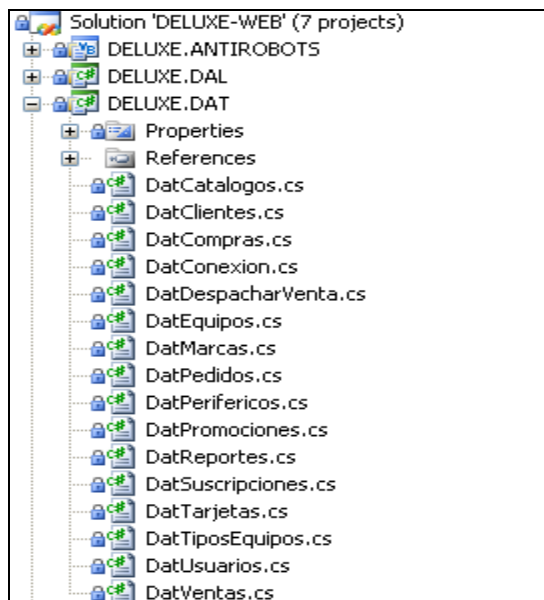 Solution 'DELUXE-WEB' (7 projects)
DELUXE.ANTIROBOTS
DELUXE.DAL
DELUXE.DAT
Properties
References
DatCatalogos.cs
DatClientes.cs
DatCompras.cs
DatConexion.cs
DatDespacharVenta.cs
DatEquipos.cs
DatMarcas.cs
DatPedidos.cs
DatPerifericos.cs
DatPromociones.cs
DatReportes.cs
DatSuscripciones.cs
DatTarjetas.cs
DatTiposEquipos.cs
DatUsuarios.cs
DatVentas.cs